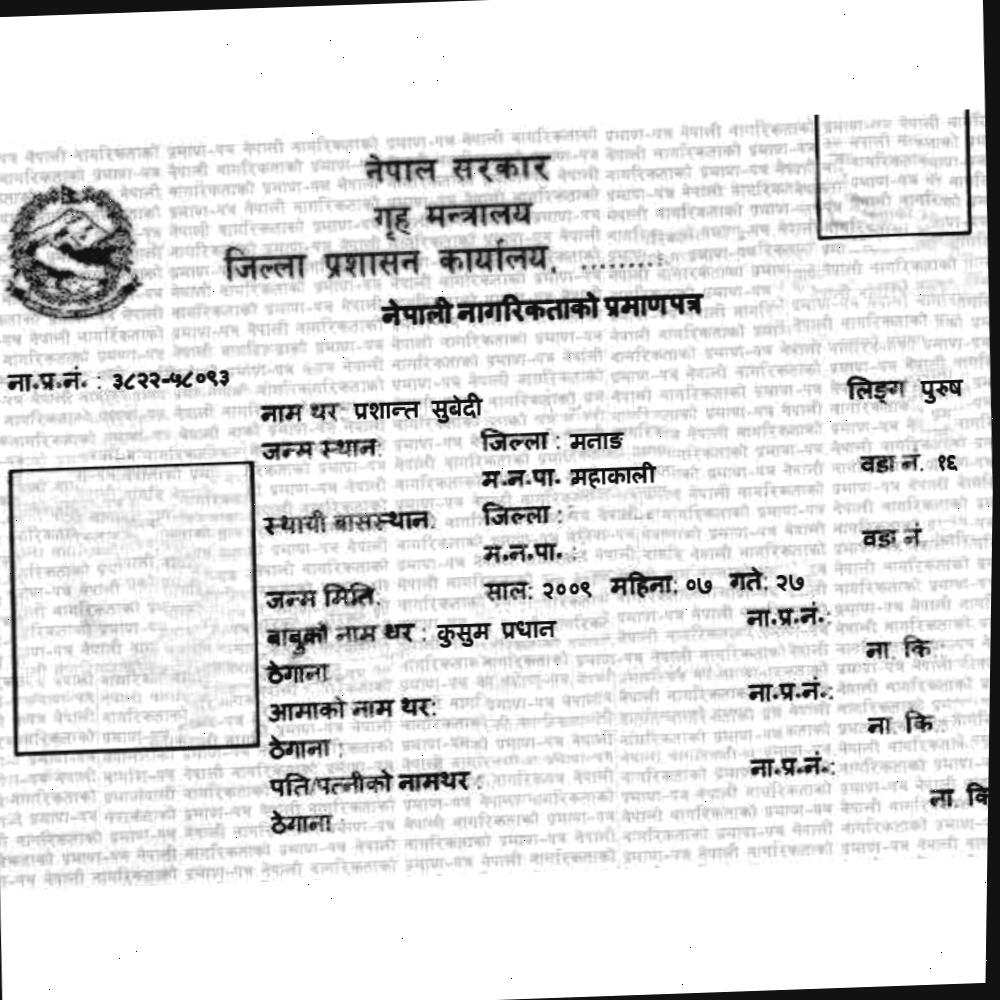 नेपाल सरकार
गृह मन्त्रालय
जिल्ला प्रशासन कार्यालय, .........
नेपाली नागरिकताको प्रमाणपत्र
ना.प्र.नं. : ३८२२-५८०९३
लिङ्ग पुरुष
नाम थर: प्रशान्त सुबेदी
जन्म स्थान: जिल्ला : मनाङ
म.न.पा. महाकाली वडा नं. १६
स्थायी बासस्थान: जिल्ला :
म.न.पा. : वडा नं.
जन्म मिति: साल: २००९ महिना: ०७ गते: २७
बाबुको नाम थर : कुसुम प्रधान ना.प्र.नं.:
ठेगाना ना. कि :
आमाको नाम थर: ना.प्र.नं.:
ठेगाना : ना. कि :
पति/पत्नीको नामथर : ना.प्र.नं.:
ठेगाना : ना. कि